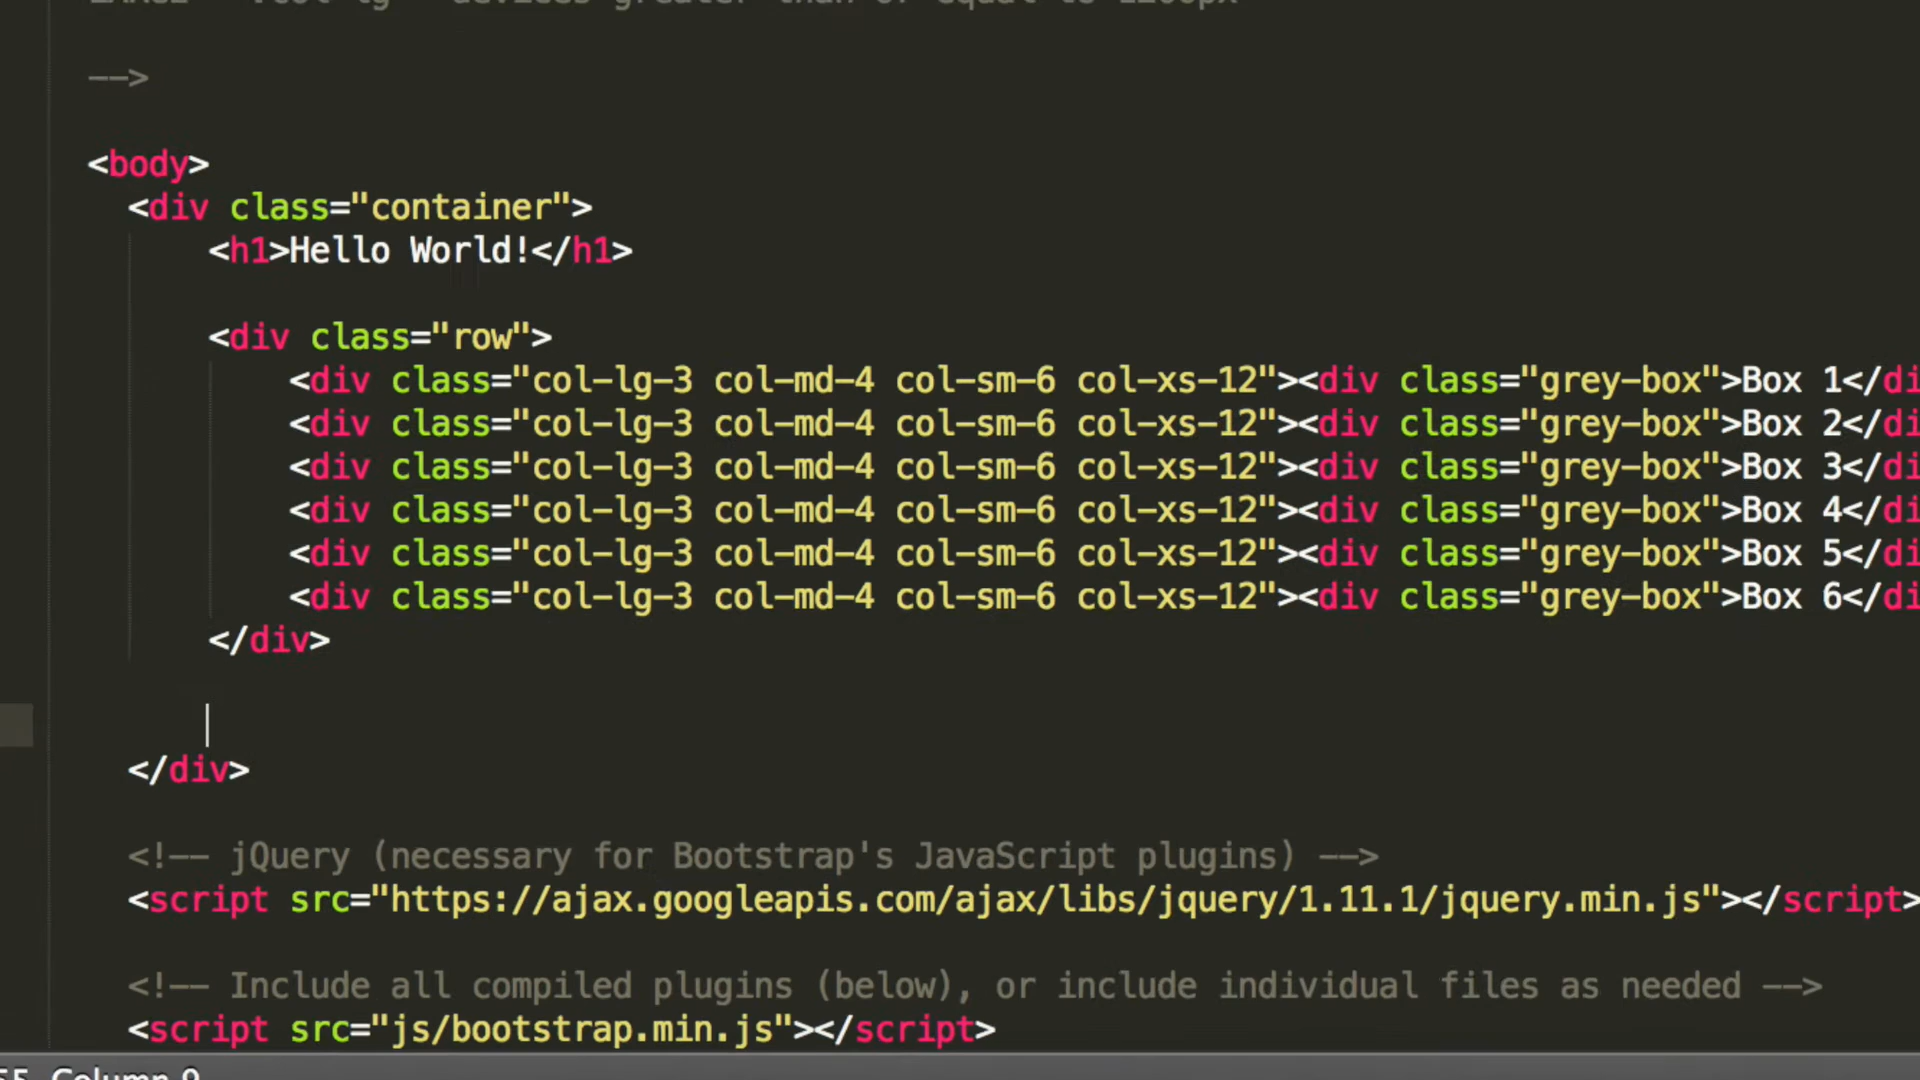 -->
<body>
<div class="container">
<h1>Hello World!</h1>
<div class="row">
<div class="col-lg-3 col-md-4 col-sm-6 col-xs-12"><div class="grey-box">Box 1</di
<div class="col-lg-3 col-md-4 col-sm-6 col-xs-12"><div class="grey-box">Box 2</di
<div class="col-lg-3 col-md-4 col-sm-6 col-xs-12"><div class="grey-box">Box 3</di
<div class="col-lg-3 col-md-4 col-sm-6 col-xs-12"><div class="grey-box">Box 4</di
<div class="col-lg-3 col-md-4 col-sm-6 col-xs-12"><div class="grey-box">Box 5</di
<div class="col-lg-3 col-md-4 col-sm-6 col-xs-12"><div class="grey-box">Box 6</di
</div>
</div>
<!-- jQuery (necessary for Bootstrap's JavaScript plugins) -->
<script src="https://ajax.googleapis.com/ajax/libs/jquery/1.11.1/jquery.min.js"></script>
<!-- Include all compiled plugins (below), or include individual files as needed -->
<script src="js/bootstrap.min.js"></script>